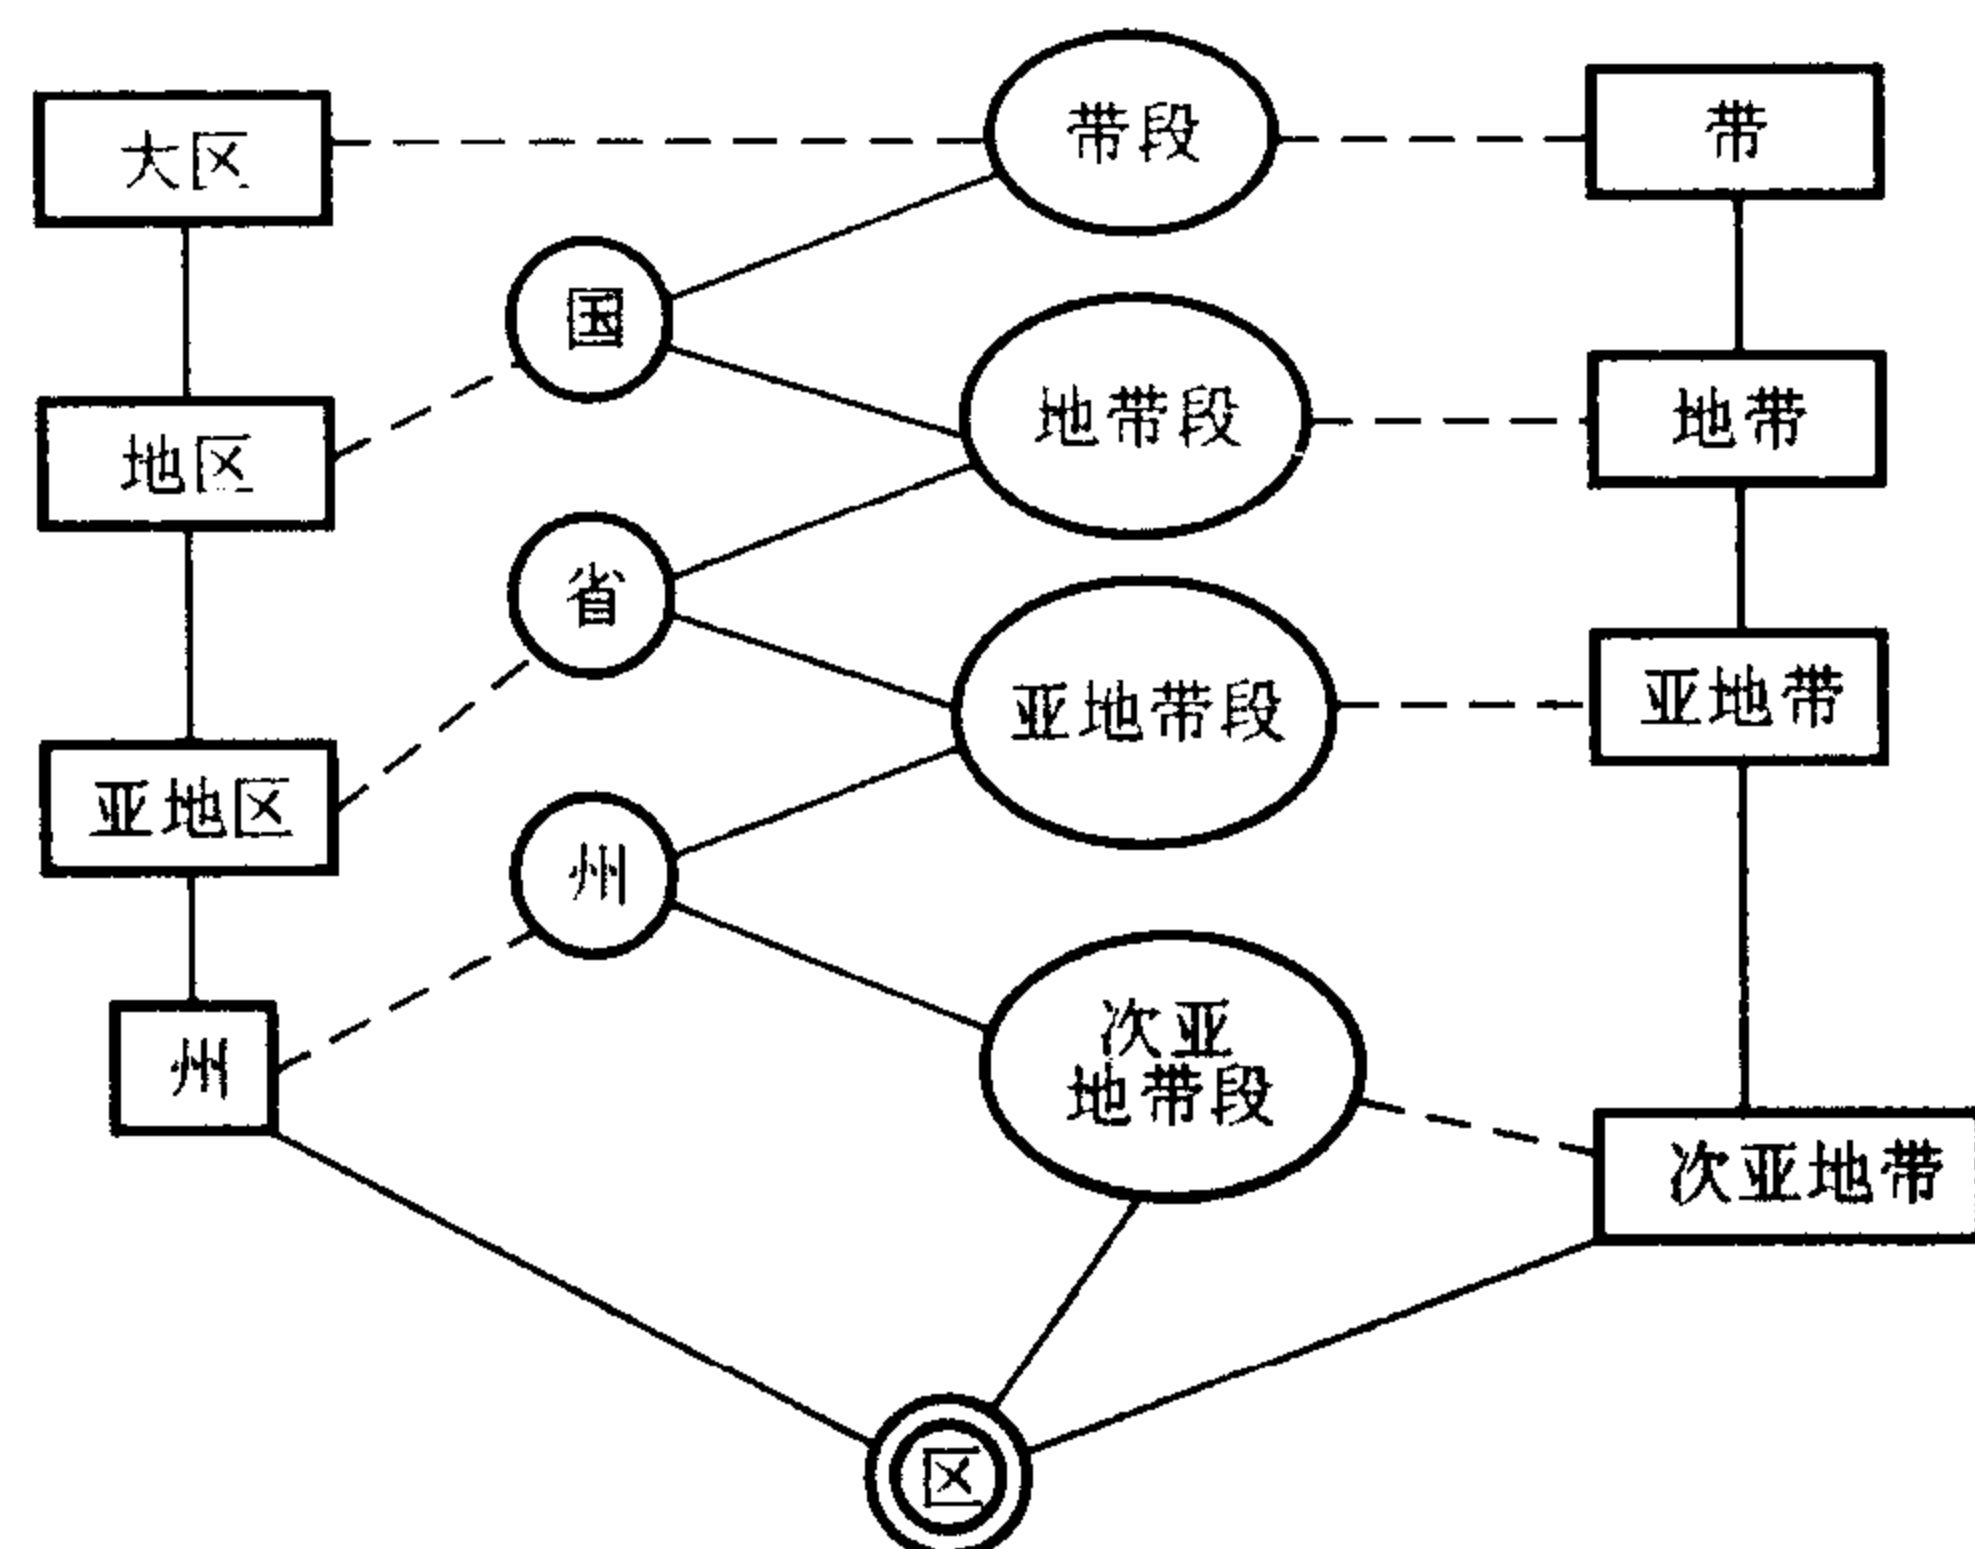 带段
带
大区
国
地带段
地带
地区
省
亚地带段
亚地带
亚地区
州
次亚
地带段
州
次亚地带
区